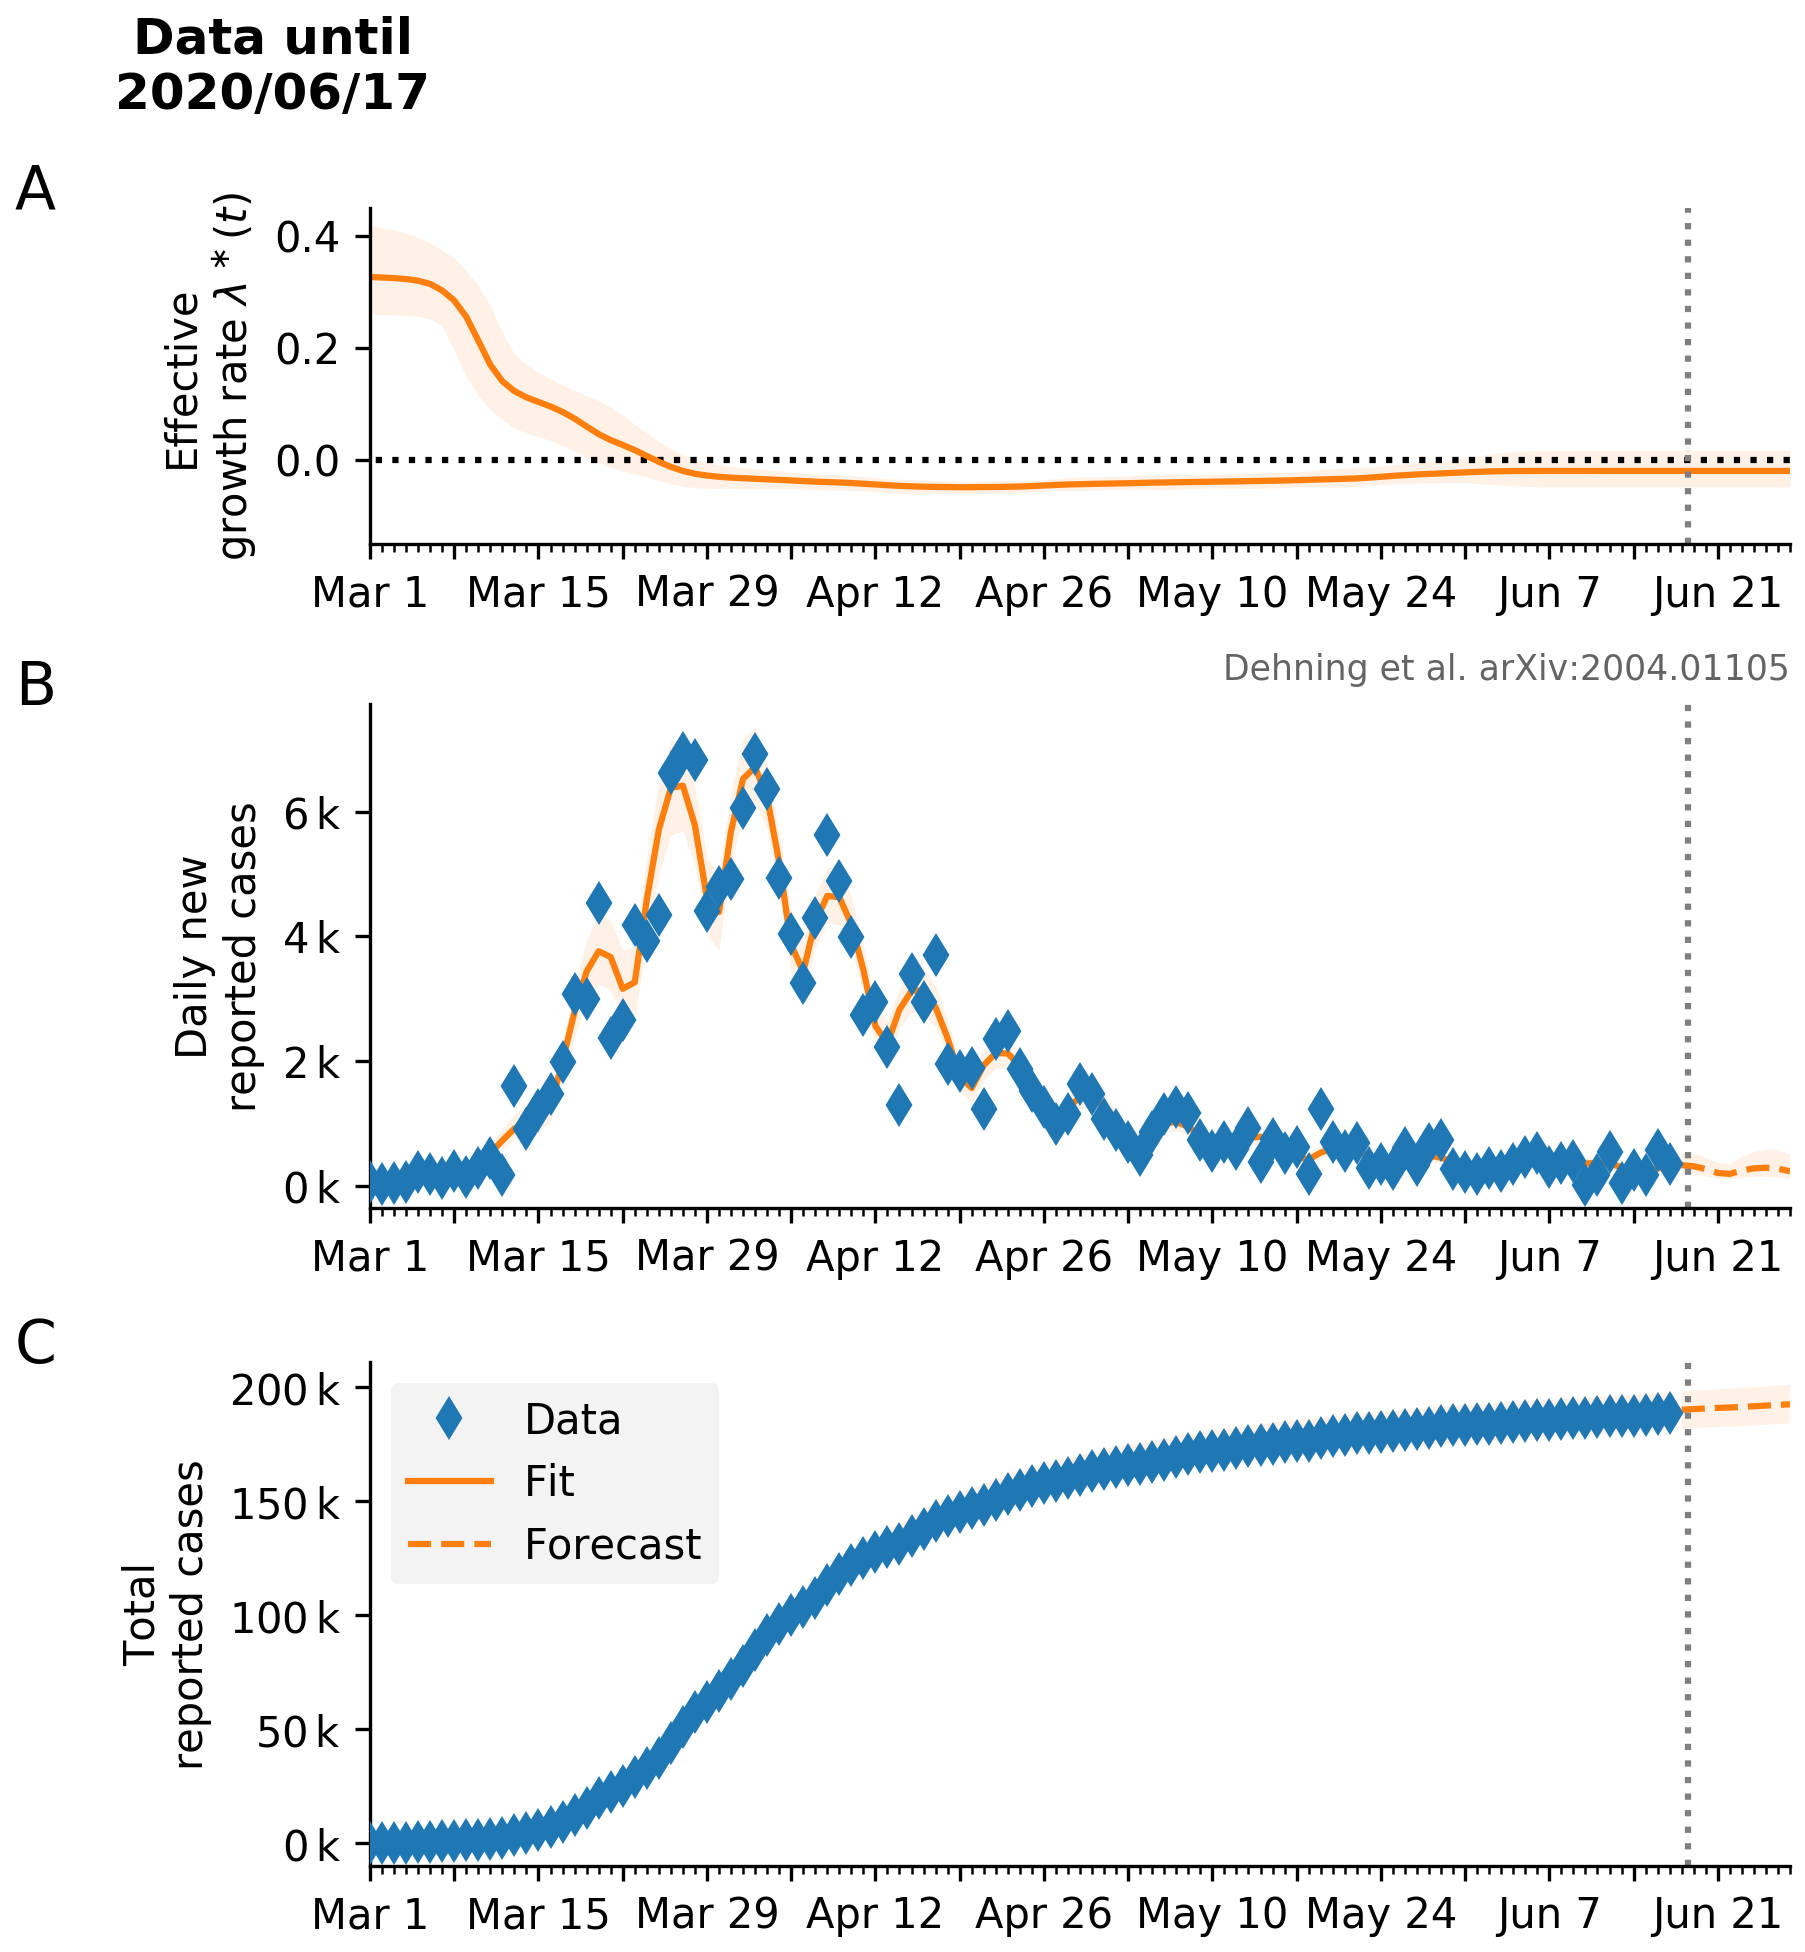 Data until
2020/06/17
A
Effective
growth rate λ * (t)
0.4
0.2
0.0
Mar 1 Mar 15 Mar 29 Apr 12 Apr 26 May 10 May 24 Jun 7 Jun 21
B
Dehning et al. arXiv:2004.01105
Daily new
reported cases
6 k
4 k
2 k
0 k
Mar 1 Mar 15 Mar 29 Apr 12 Apr 26 May 10 May 24 Jun 7 Jun 21
C
Total
reported cases
200 k
150 k
100 k
50 k
0 k
Data
Fit
Forecast
Mar 1 Mar 15 Mar 29 Apr 12 Apr 26 May 10 May 24 Jun 7 Jun 21